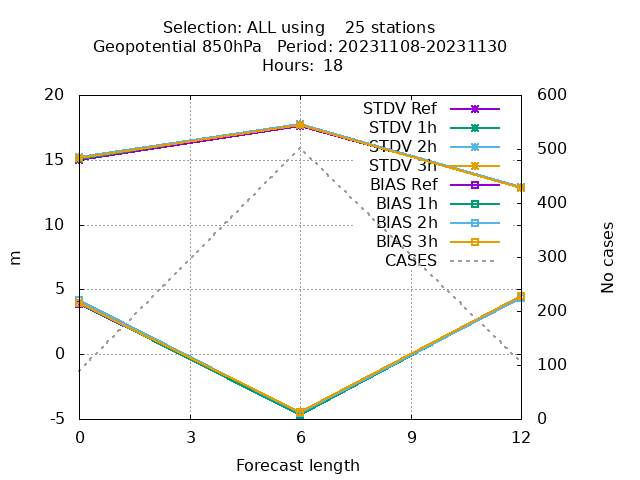 Selection: ALL using    25 stations
Geopotential 850hPa   Period: 20231108-20231130
Hours: 18
20
15
10
5
0
-5
m
600
500
400
300
200
100
0
No cases
STDV Ref
STDV 1h
STDV 2h
STDV 3h
BIAS Ref
BIAS 1h
BIAS 2h
BIAS 3h
CASES
0 3 6 9 12
Forecast length